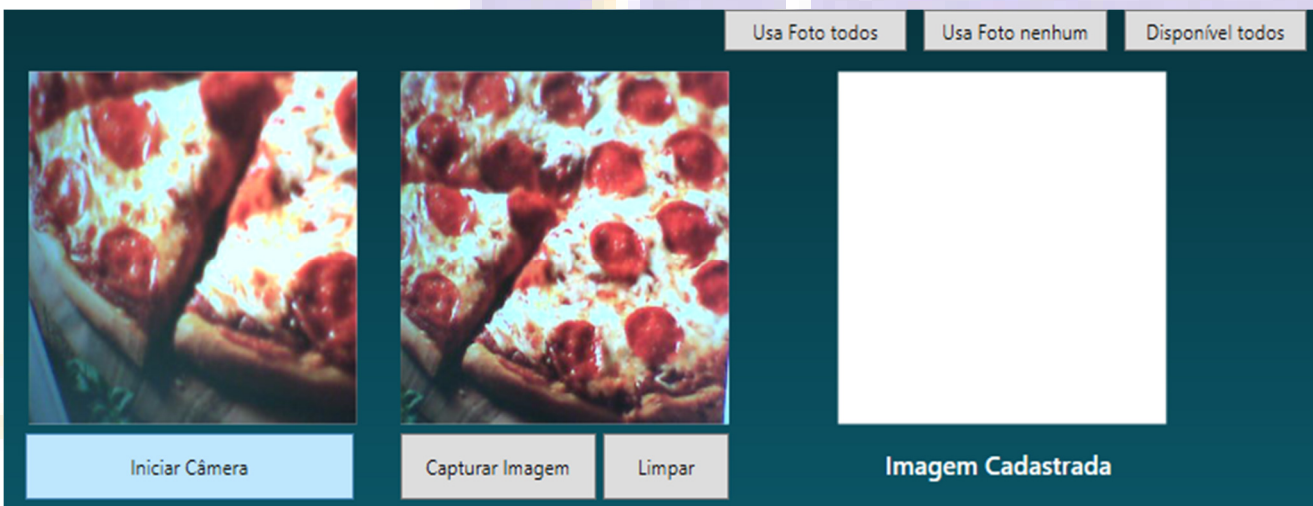 Usa Foto todos
Usa Foto nenhum
Disponível todos
Iniciar Câmera
Capturar Imagem
Limpar
Imagem Cadastrada